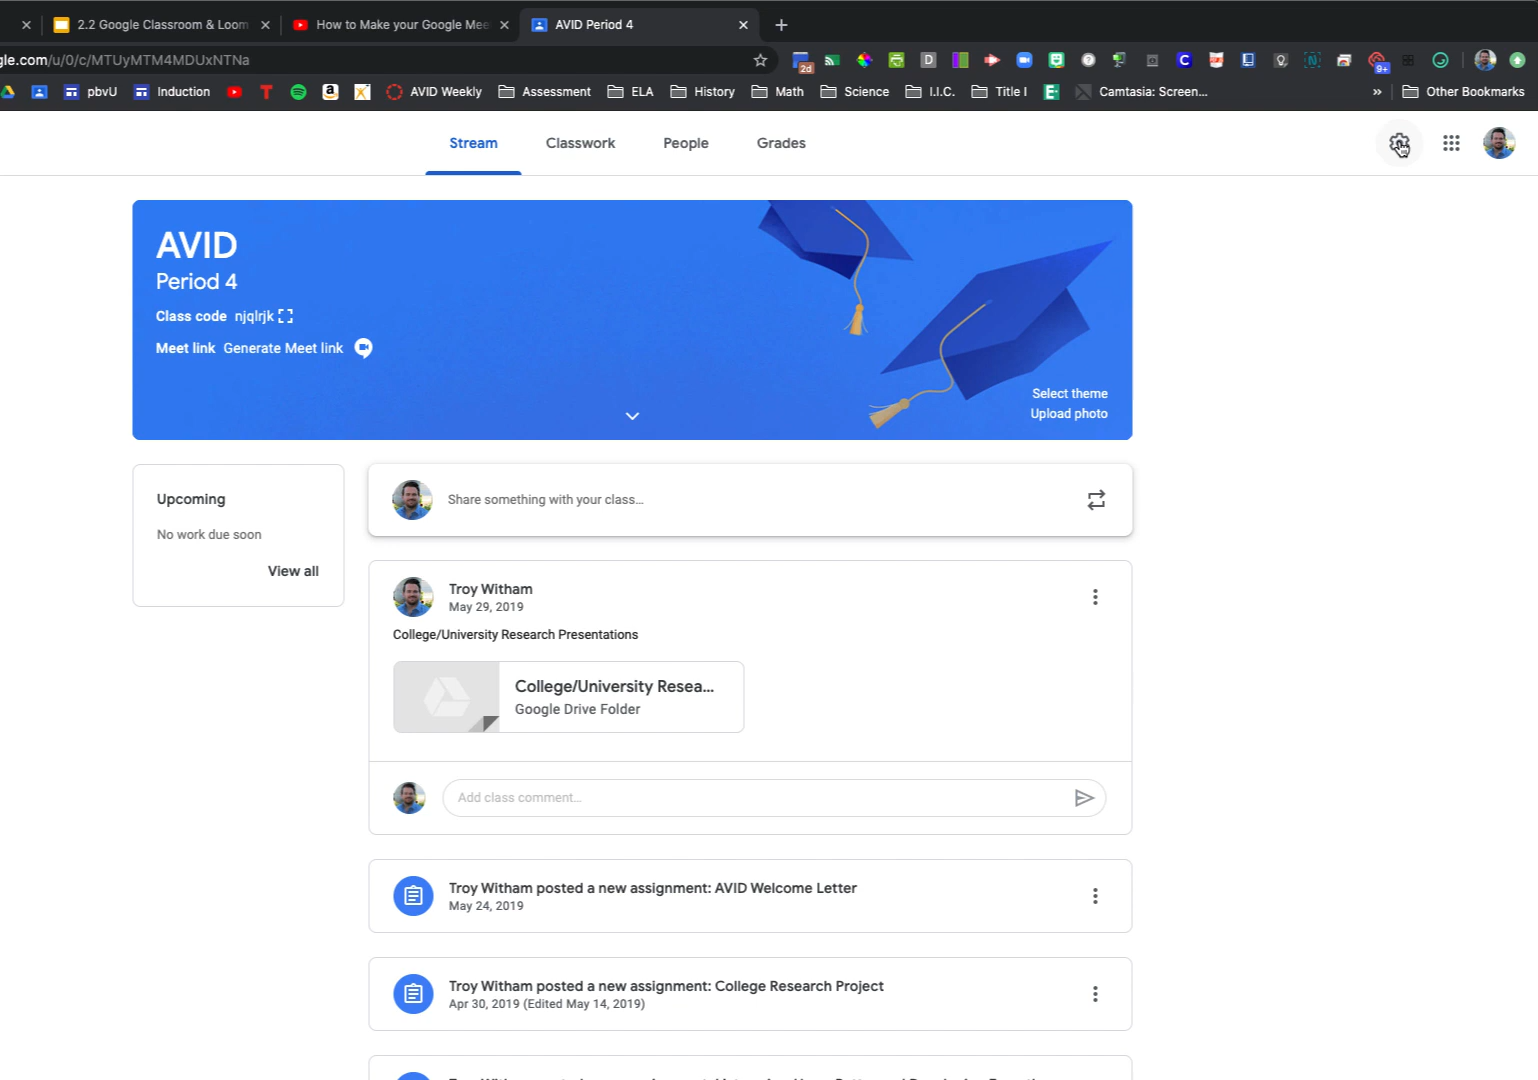 2.2 Google Classroom & Loom
How to Make your Google Mee
AVID Period 4
gle.com/u/0/c/MTUyMTM4MDUxNTNa
2d
D
C
N
9+
pbvU
Induction
T
a
AVID Weekly
Assessment
ELA
History
Math
Science
I.I.C.
Title I
E
Camtasia: Screen...
»
Other Bookmarks
Stream
Classwork
People
Grades
AVID
Period 4
Class code njqlrjk
Meet link Generate Meet link
Select theme
Upload photo
Upcoming
No work due soon
View all
Share something with your class...
Troy Witham
May 29, 2019
College/University Research Presentations
College/University Resea...
Google Drive Folder
Add class comment...
Troy Witham posted a new assignment: AVID Welcome Letter
May 24, 2019
Troy Witham posted a new assignment: College Research Project
Apr 30, 2019 (Edited May 14, 2019)